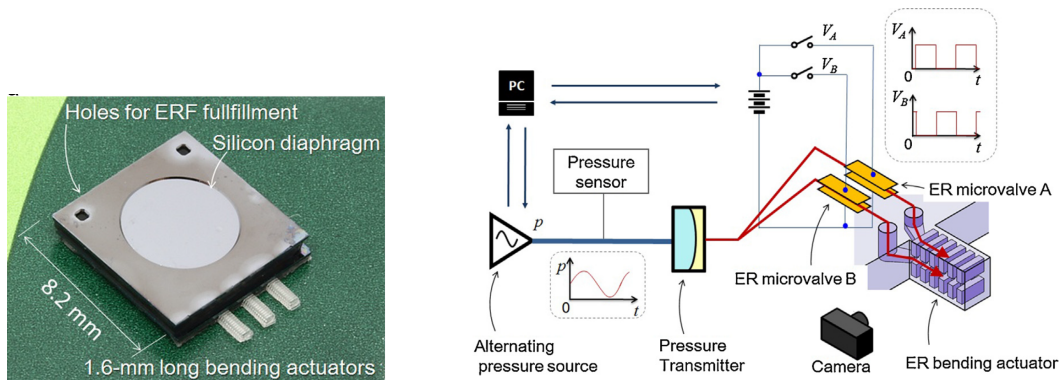 Holes for ERF fullfillment
Silicon diaphragm
8.2 mm
1.6-mm long bending actuators
PC
V_A
V_B
V_A
0
t
V_B
0
t
Pressure
sensor
p
p
0
t
ER microvalve A
ER microvalve B
Alternating
pressure source
Pressure
Transmitter
Camera
ER bending actuator